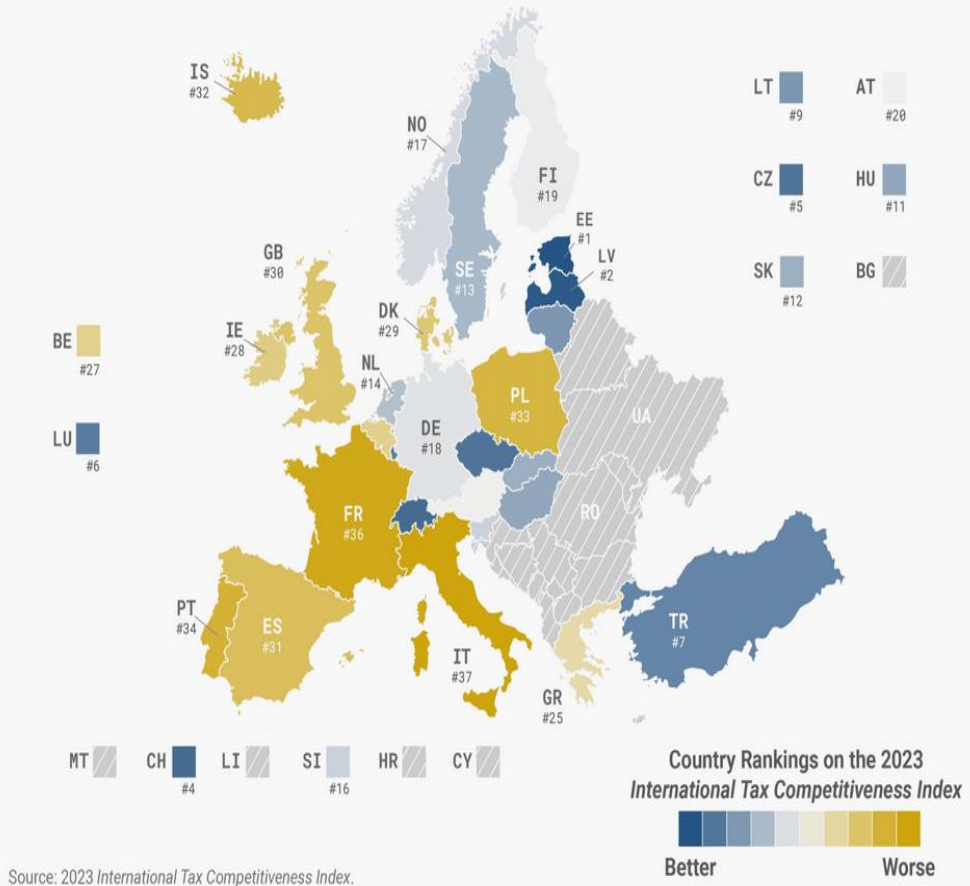 IS
#32
NO
#17
FI
#19
LT
#9
AT
#20
CZ
#5
HU
#11
SK
#12
BG
EE
#1
LV
#2
SE
#13
GB
#30
DK
#29
IE
#28
NL
#14
BE
#27
LU
#6
PL
#33
DE
#18
UA
RO
FR
#36
PT
#34
ES
#31
IT
#37
TR
#7
GR
#25
MT
CH
#4
LI
SI
#16
HR
CY
Country Rankings on the 2023
International Tax Competitiveness Index
Better
Worse
Source: 2023 International Tax Competitiveness Index.